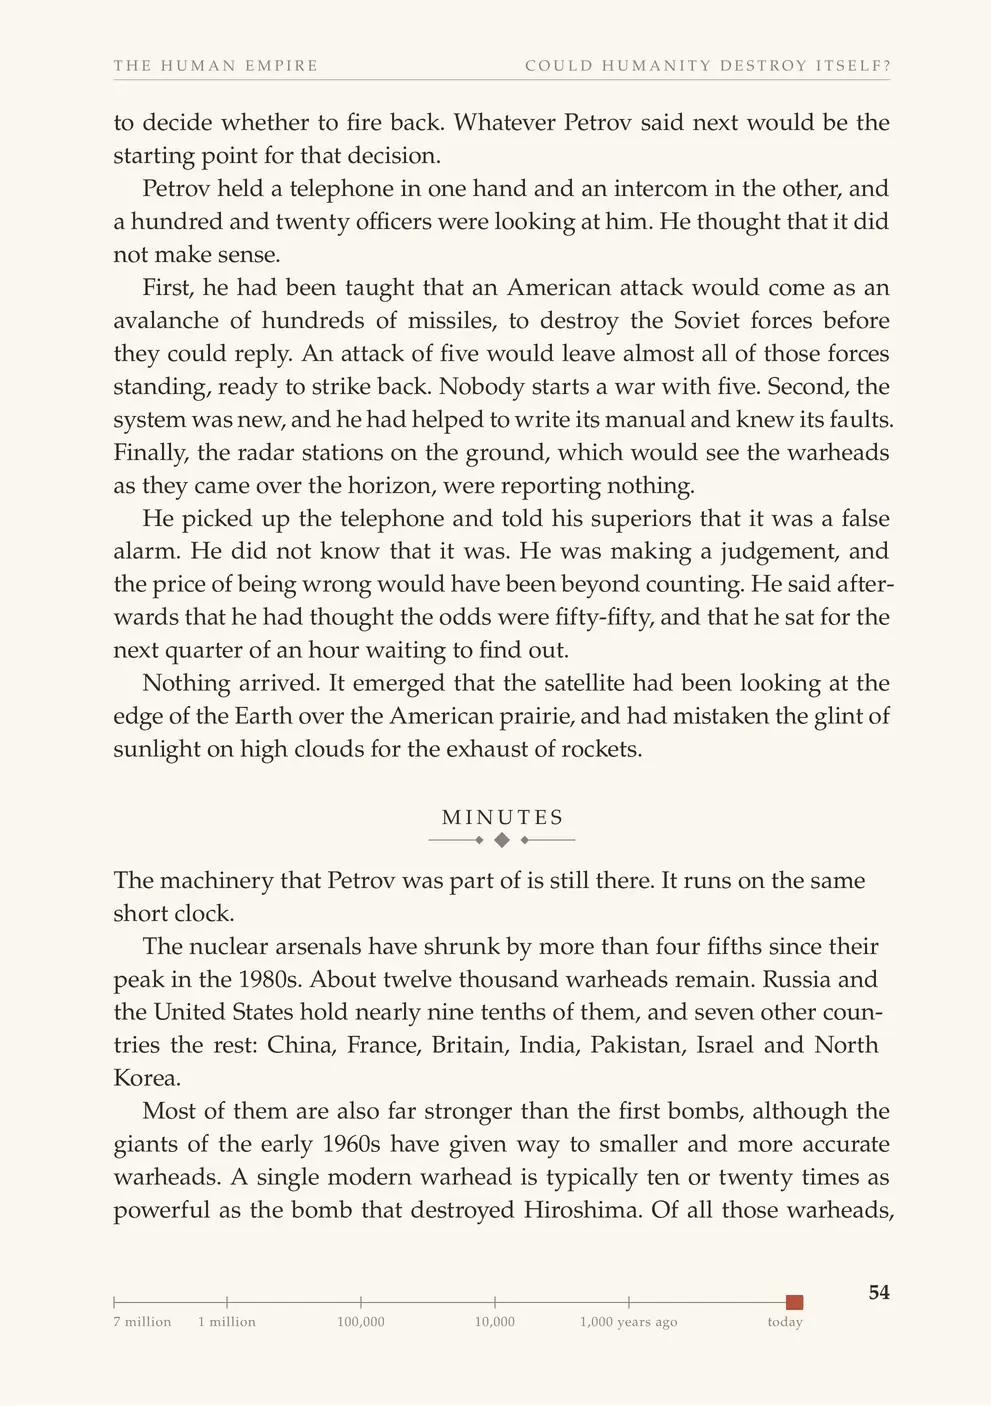 THE HUMAN EMPIRE COULD HUMANITY DESTROY ITSELF?
to decide whether to fire back. Whatever Petrov said next would be the
starting point for that decision.
Petrov held a telephone in one hand and an intercom in the other, and
a hundred and twenty officers were looking at him. He thought that it did
not make sense.
First, he had been taught that an American attack would come as an
avalanche of hundreds of missiles, to destroy the Soviet forces before
they could reply. An attack of five would leave almost all of those forces
standing, ready to strike back. Nobody starts a war with five. Second, the
system was new, and he had helped to write its manual and knew its faults.
Finally, the radar stations on the ground, which would see the warheads
as they came over the horizon, were reporting nothing.
He picked up the telephone and told his superiors that it was a false
alarm. He did not know that it was. He was making a judgement, and
the price of being wrong would have been beyond counting. He said after-
wards that he had thought the odds were fifty-fifty, and that he sat for the
next quarter of an hour waiting to find out.
Nothing arrived. It emerged that the satellite had been looking at the
edge of the Earth over the American prairie, and had mistaken the glint of
sunlight on high clouds for the exhaust of rockets.
MINUTES
The machinery that Petrov was part of is still there. It runs on the same
short clock.
The nuclear arsenals have shrunk by more than four fifths since their
peak in the 1980s. About twelve thousand warheads remain. Russia and
the United States hold nearly nine tenths of them, and seven other coun-
tries the rest: China, France, Britain, India, Pakistan, Israel and North
Korea.
Most of them are also far stronger than the first bombs, although the
giants of the early 1960s have given way to smaller and more accurate
warheads. A single modern warhead is typically ten or twenty times as
powerful as the bomb that destroyed Hiroshima. Of all those warheads,
54
7 million 1 million 100,000 10,000 1,000 years ago today